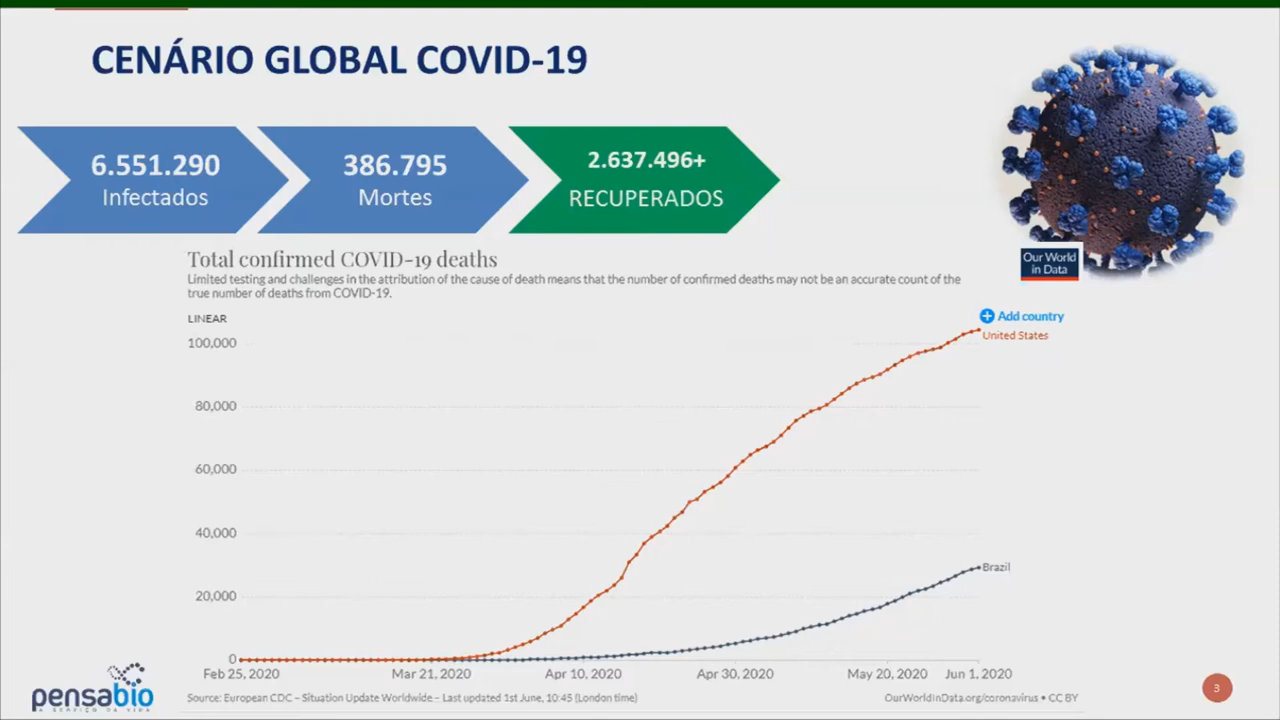 CENÁRIO GLOBAL COVID-19
6.551.290
Infectados
386.795
Mortes
2.637.496+
RECUPERADOS
Total confirmed COVID-19 deaths
Limited testing and challenges in the attribution of the cause of death means that the number of confirmed deaths may not be an accurate count of the
true number of deaths from COVID-19.
Our World
in Data
LINEAR
Add country
United States
100,000
80,000
60,000
40,000
20,000
0
Brazil
Feb 25, 2020
Mar 21, 2020
Apr 10, 2020
Apr 30, 2020
May 20, 2020
Jun 1, 2020
Source: European CDC – Situation Update Worldwide – Last updated 1st June, 10:45 (London time)
OurWorldInData.org/coronavirus • CC BY
pensabio
A SERVIÇO DA VIDA
3